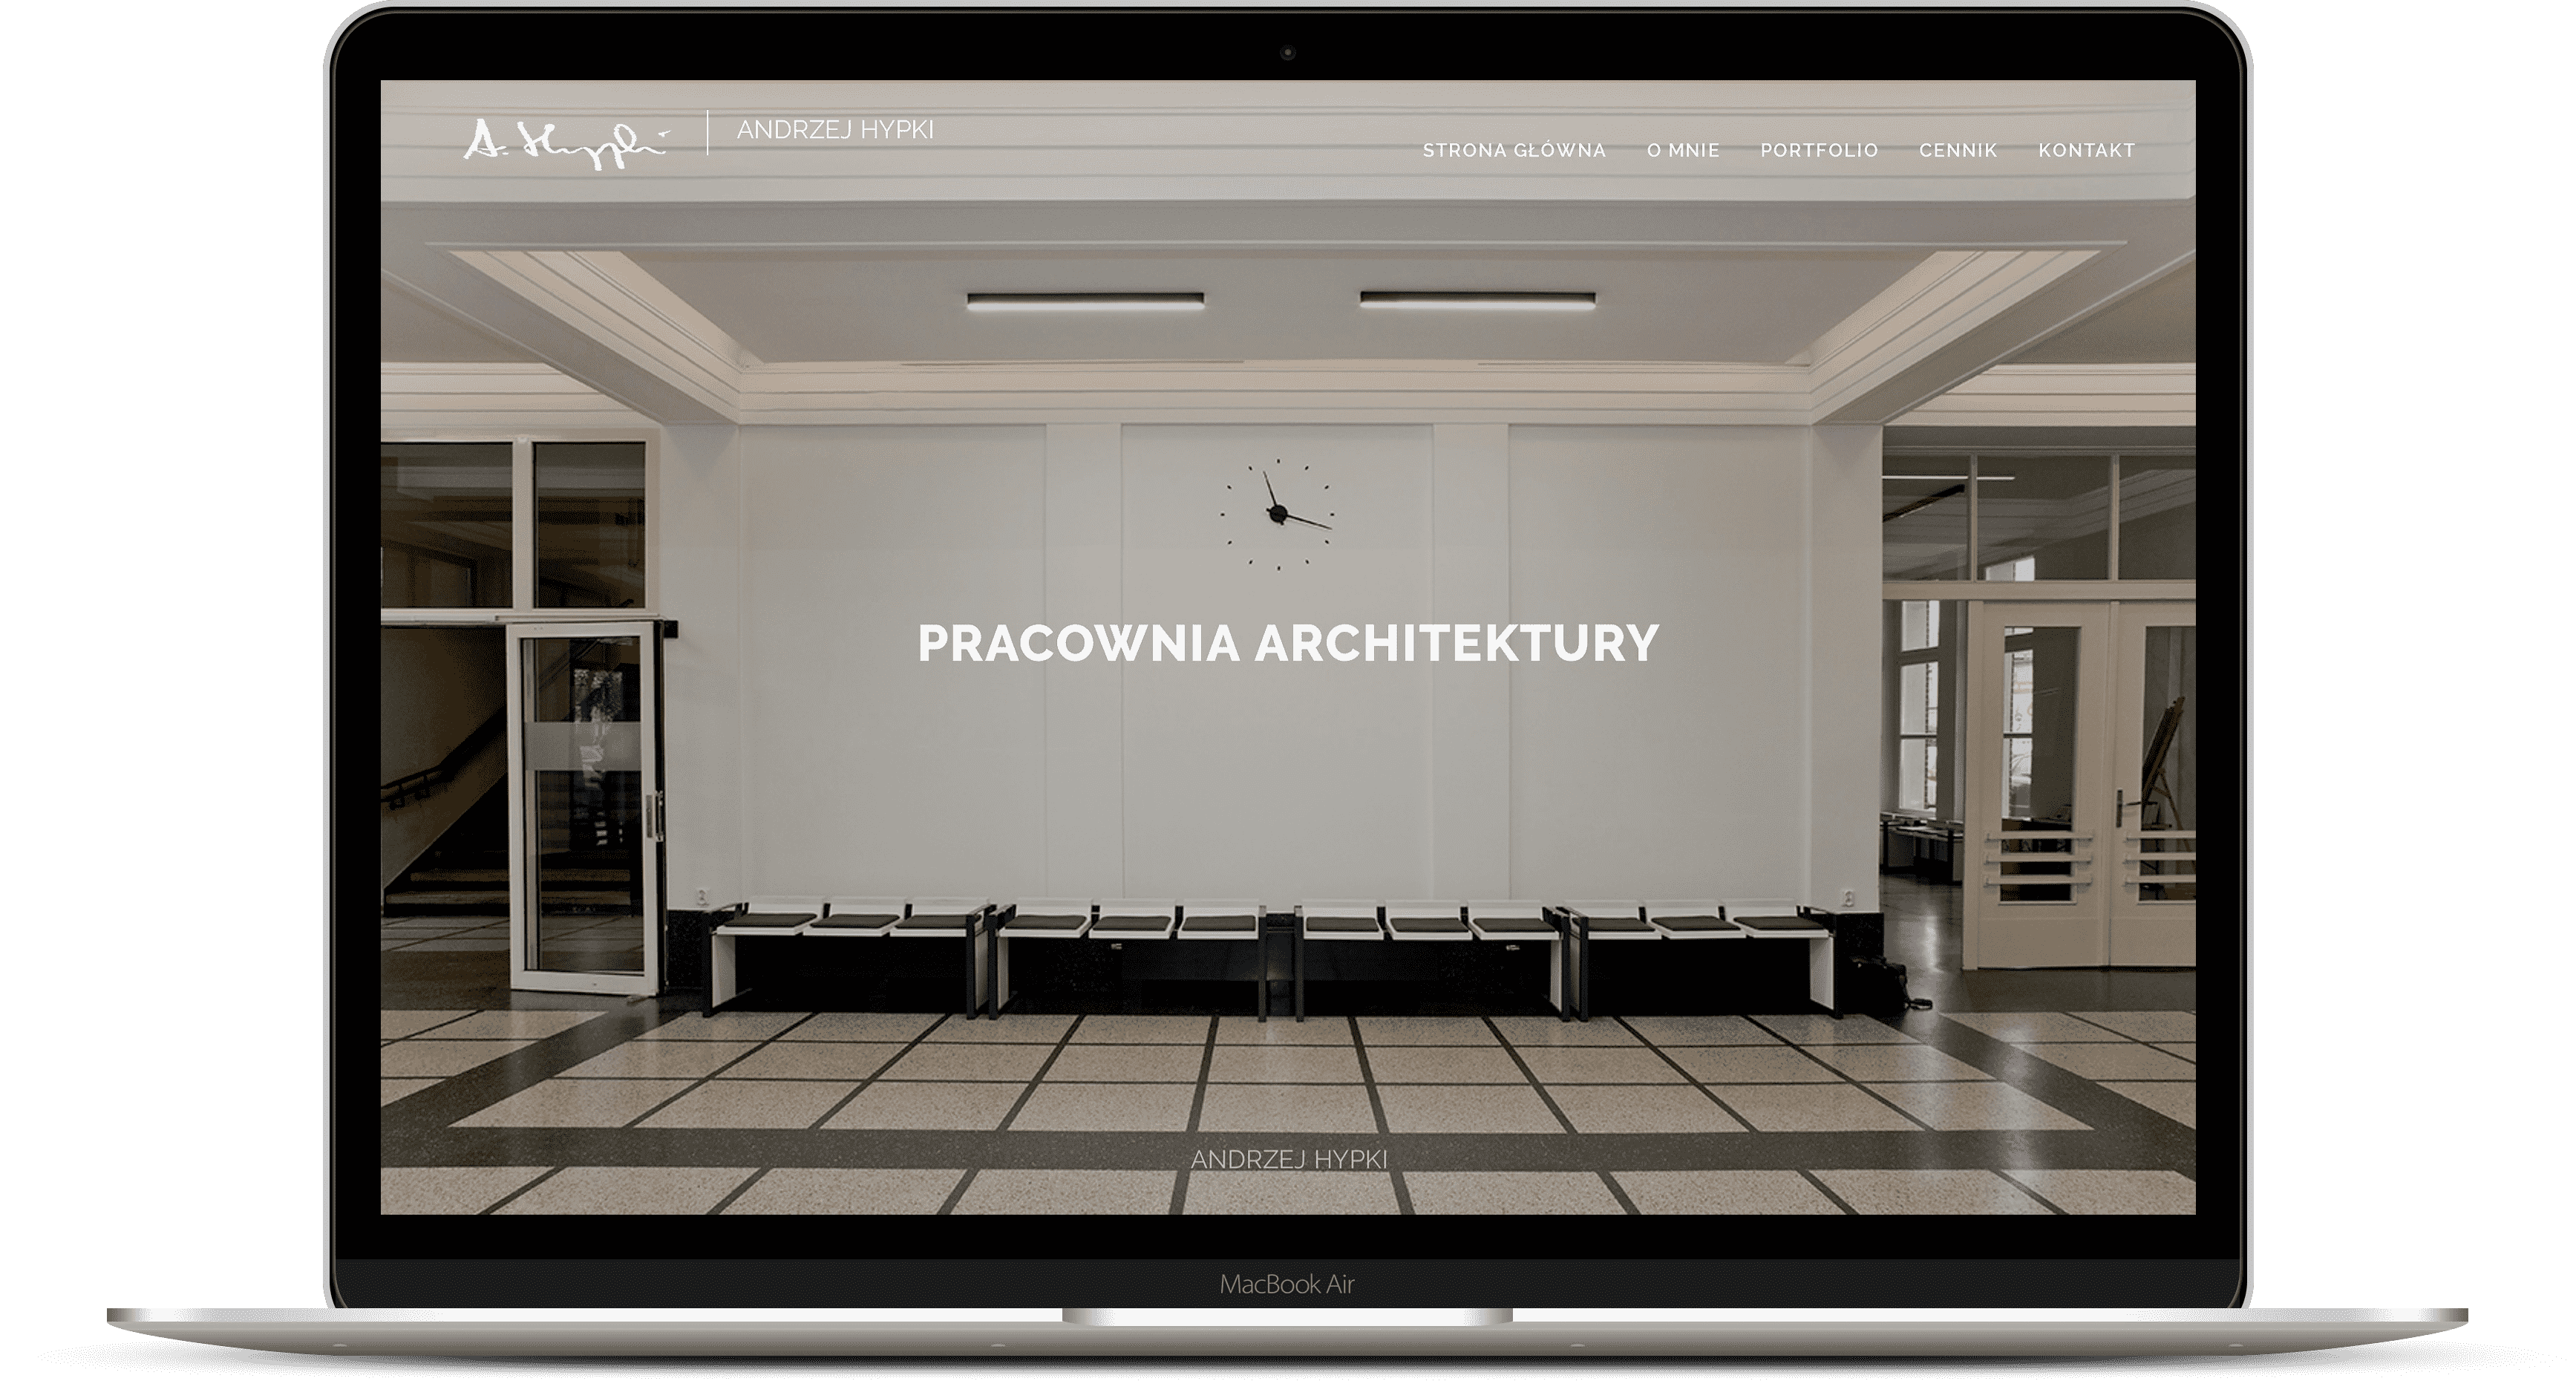 A. Hypki
ANDRZEJ HYPKI
STRONA GŁÓWNA O MNIE PORTFOLIO CENNIK KONTAKT
PRACOWNIA ARCHITEKTURY
ANDRZEJ HYPKI
MacBook Air